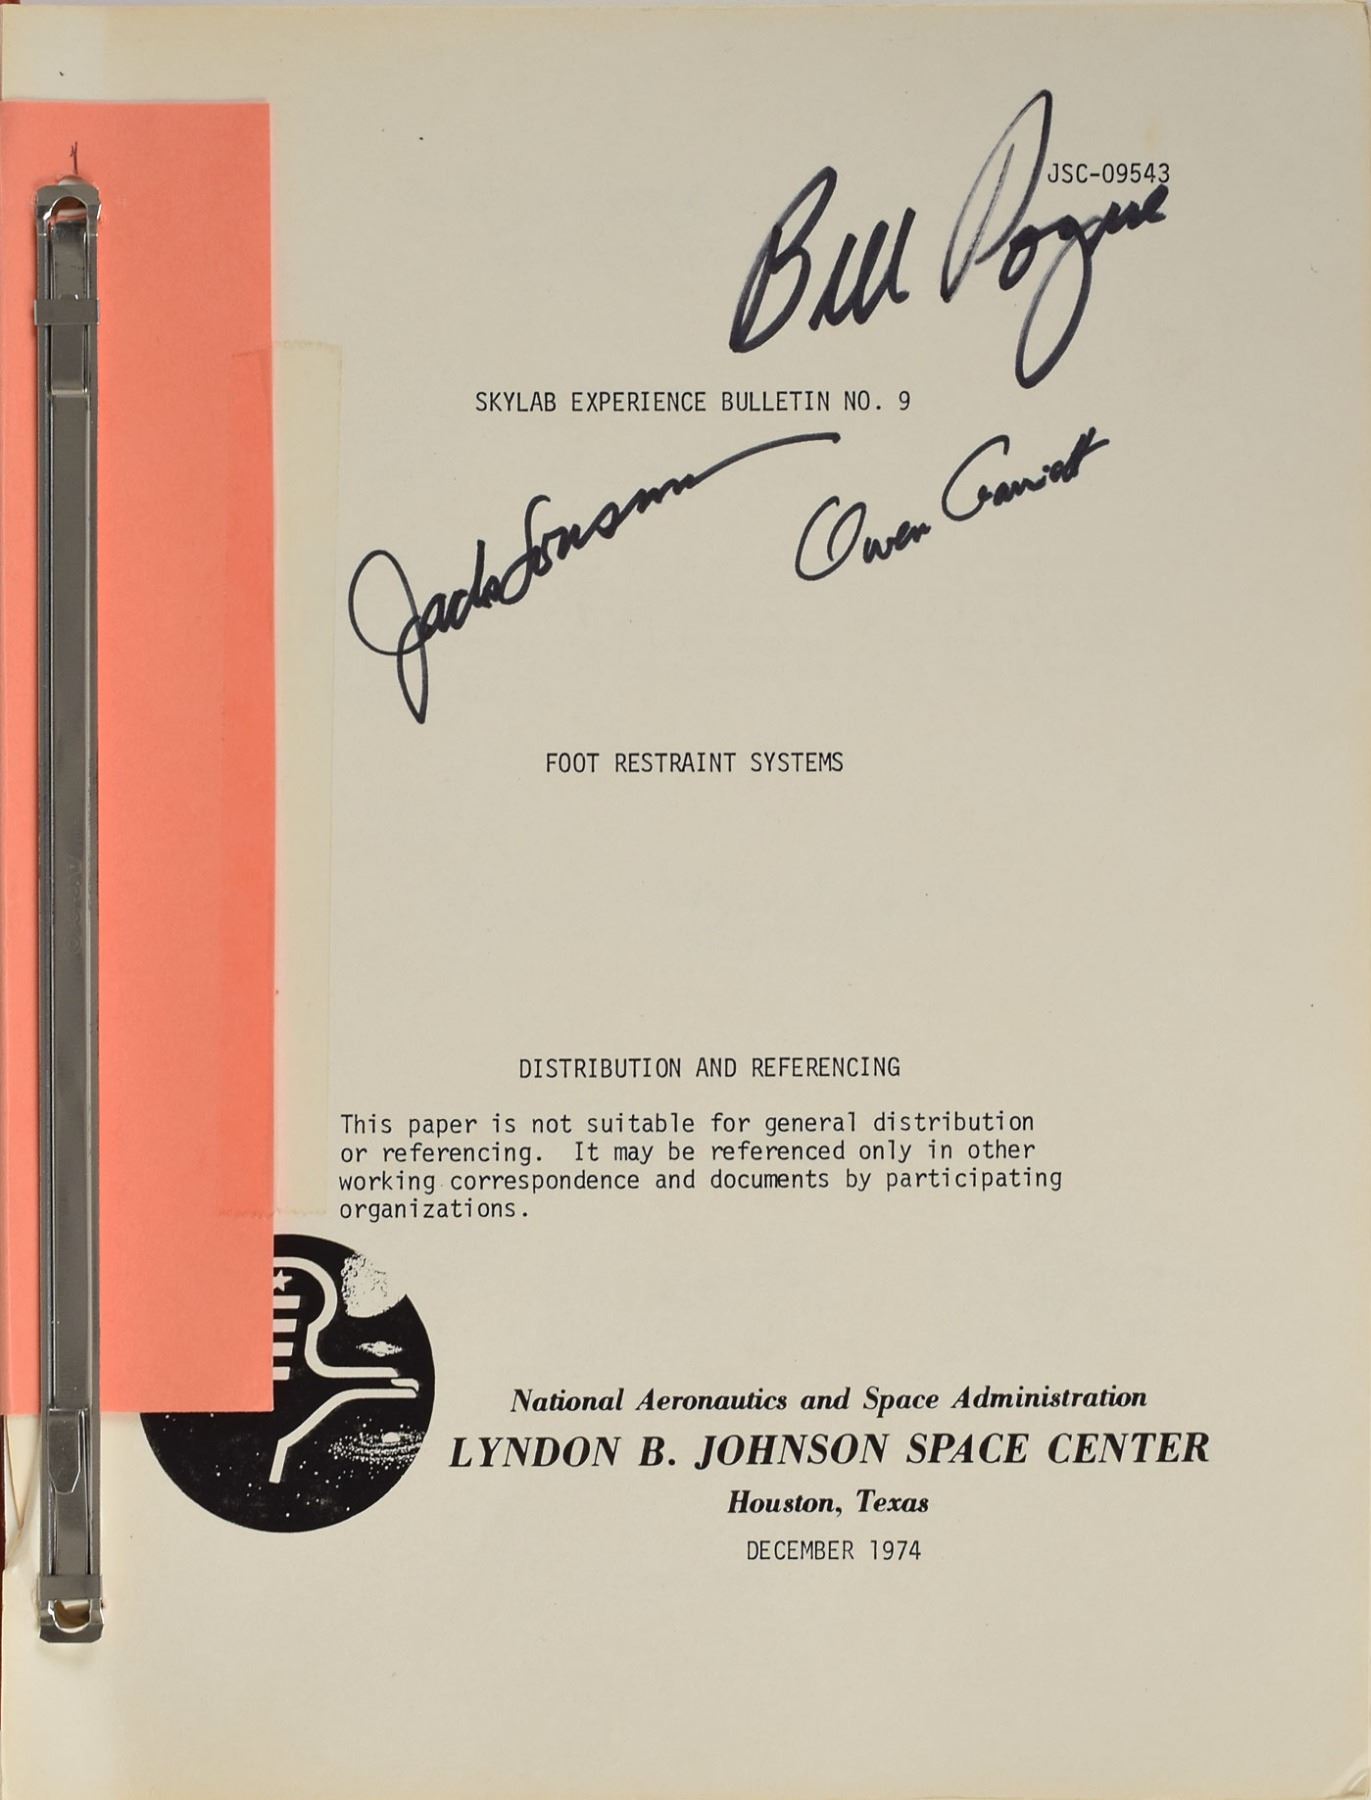 JSC-09543
Bill Pogue
SKYLAB EXPERIENCE BULLETIN NO. 9
Jack Lousma
Owen Garriott
FOOT RESTRAINT SYSTEMS
DISTRIBUTION AND REFERENCING
This paper is not suitable for general distribution
or referencing. It may be referenced only in other
working correspondence and documents by participating
organizations.
National Aeronautics and Space Administration
LYNDON B. JOHNSON SPACE CENTER
Houston, Texas
DECEMBER 1974